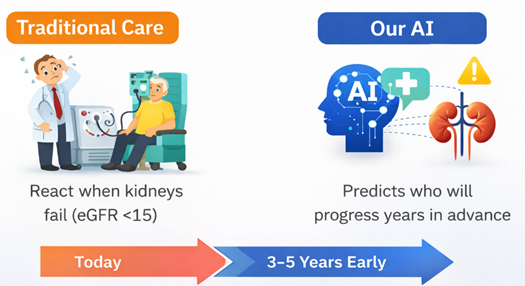 Traditional Care
Our AI
AI
React when kidneys
fail (eGFR <15)
Predicts who will
progress years in advance
Today
3–5 Years Early